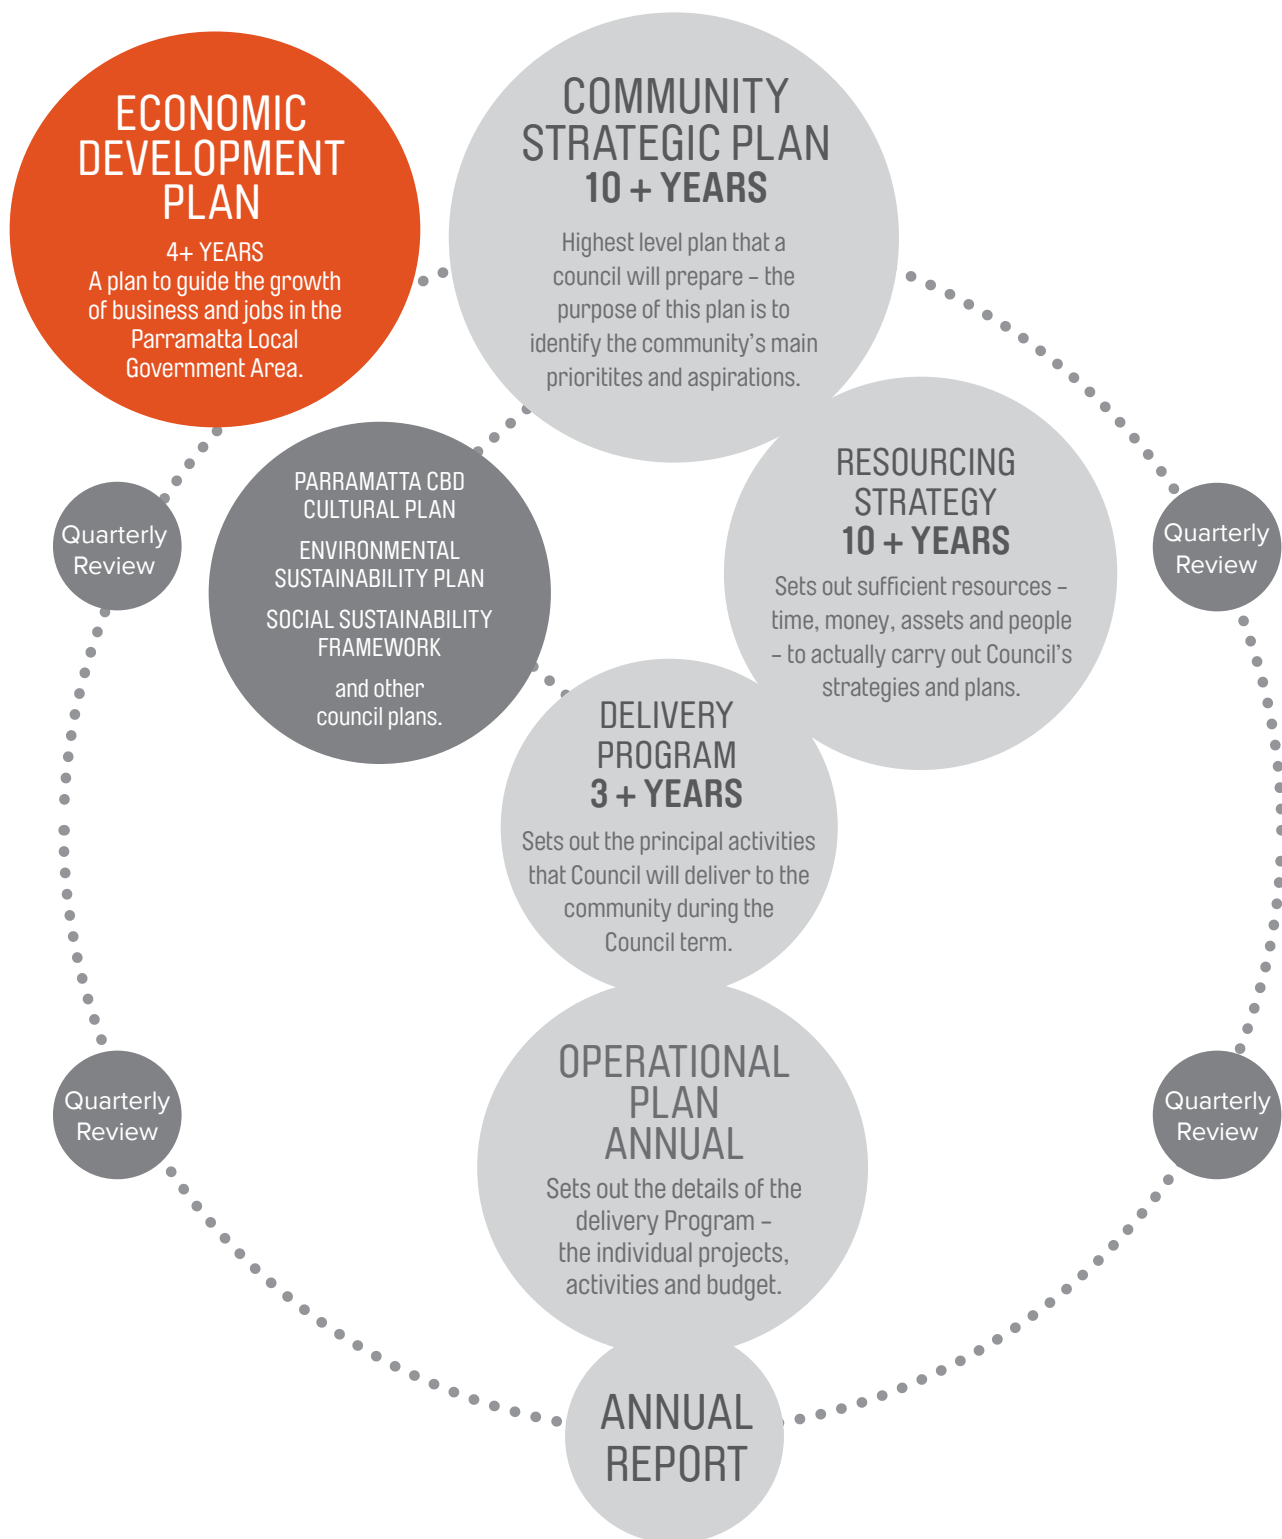 ECONOMIC
DEVELOPMENT
PLAN
4+ YEARS
A plan to guide the growth
of business and jobs in the
Parramatta Local
Government Area.
COMMUNITY
STRATEGIC PLAN
10 + YEARS
Highest level plan that a
council will prepare – the
purpose of this plan is to
identify the community's main
prioritites and aspirations.
PARRAMATTA CBD
CULTURAL PLAN
ENVIRONMENTAL
SUSTAINABILITY PLAN
SOCIAL SUSTAINABILITY
FRAMEWORK
and other
council plans.
RESOURCING
STRATEGY
10 + YEARS
Sets out sufficient resources –
time, money, assets and people
– to actually carry out Council's
strategies and plans.
Quarterly
Review
Quarterly
Review
DELIVERY
PROGRAM
3 + YEARS
Sets out the principal activities
that Council will deliver to the
community during the
Council term.
OPERATIONAL
PLAN
ANNUAL
Sets out the details of the
delivery Program –
the individual projects,
activities and budget.
Quarterly
Review
Quarterly
Review
ANNUAL
REPORT